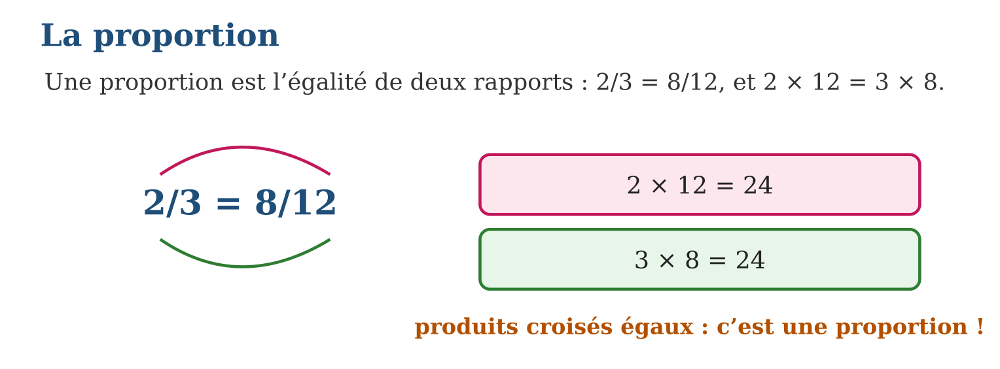 La proportion
Une proportion est l’égalité de deux rapports : 2/3 = 8/12, et 2 × 12 = 3 × 8.
2/3 = 8/12
2 × 12 = 24
3 × 8 = 24
produits croisés égaux : c’est une proportion !